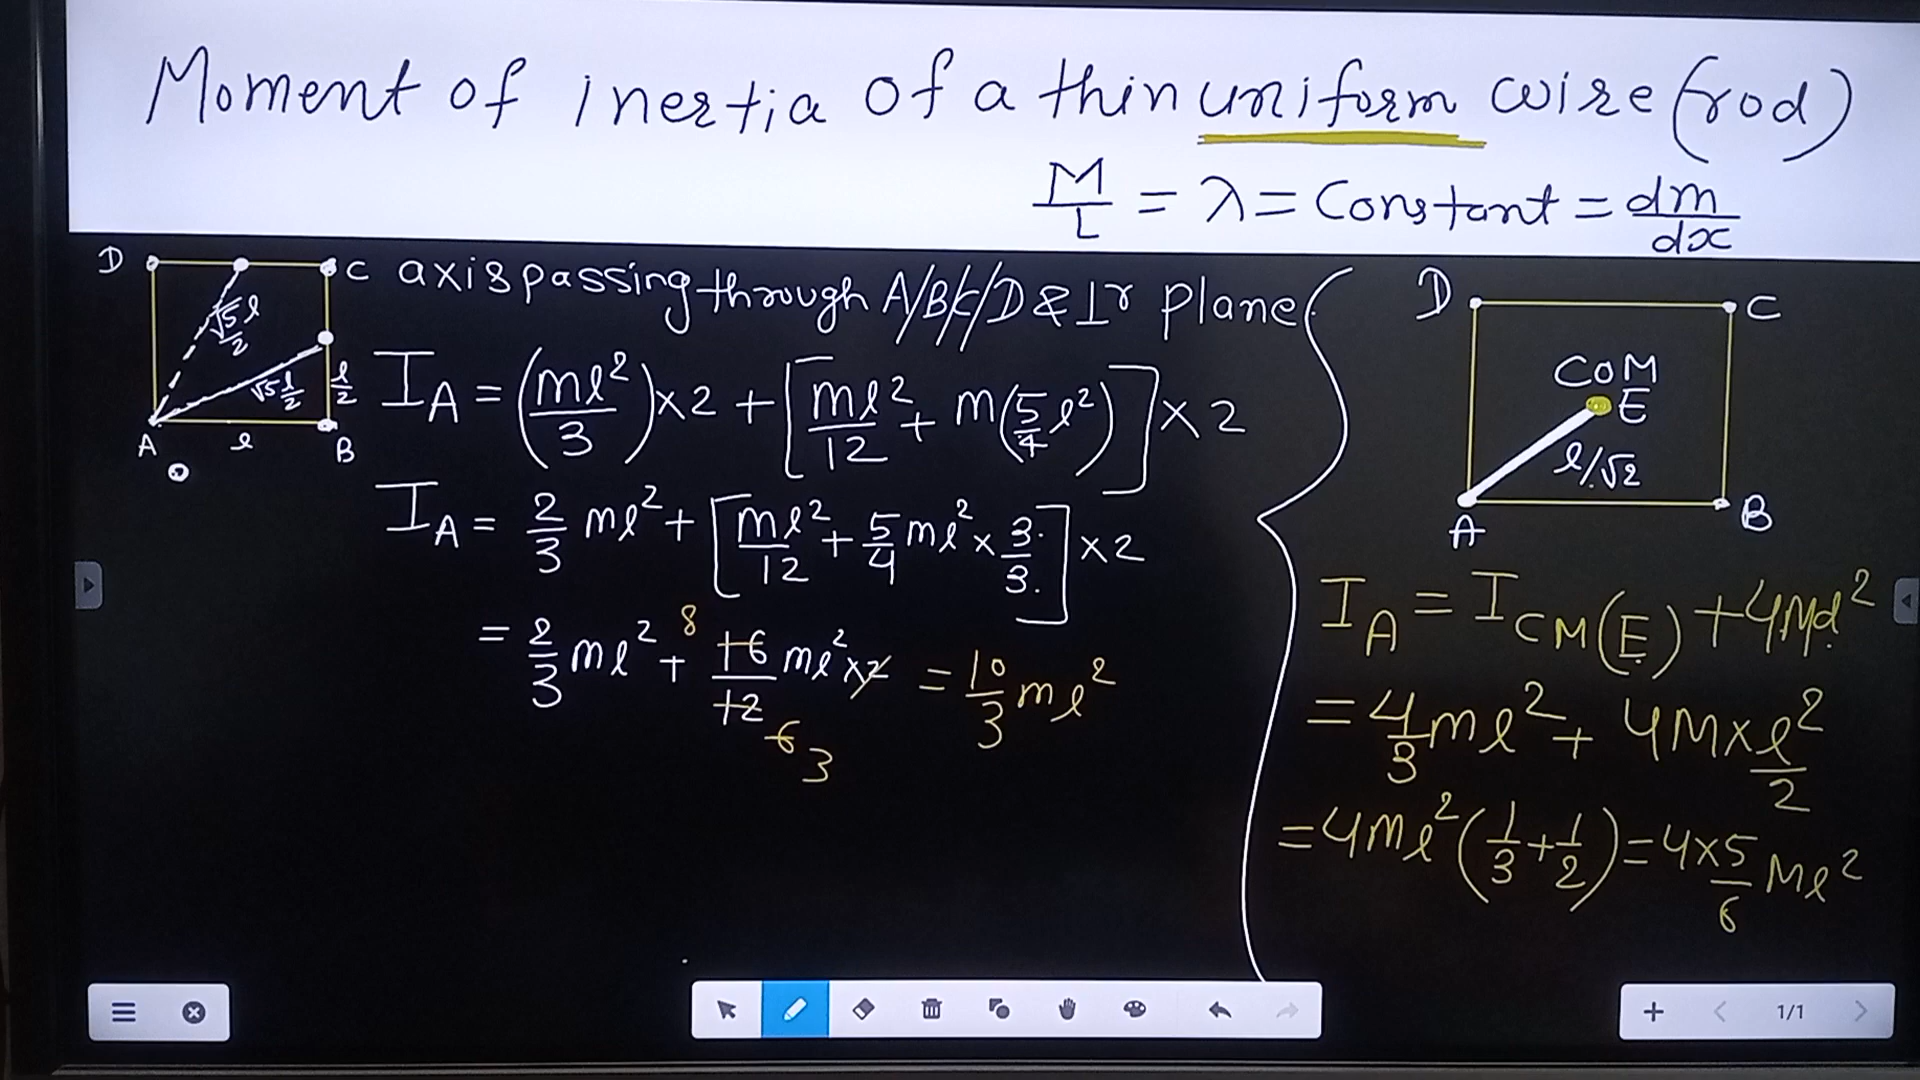 Moment of inertia of a thin uniform wire (rod)
M/L = λ = Constant = dm/dx
D C
√5 l/2
√5 l/2
l/2
A l B
axis passing through A/B/C/D & ⊥r plane
I_A = (ml²/3)×2 + [ml²/12 + m(5/4 l²)]×2
I_A = 2/3 ml² + [ml²/12 + 5/4 ml² × 3/3]×2
= 2/3 ml² + 16/12 ml² ×2 = 10/3 ml²
8
6
3
D C
COM
E
l/√2
A B
I_A = I_CM(E) + 4Md²
= 4/3 ml² + 4M×l²/2
= 4Ml²(1/3 + 1/2) = 4×5/6 Ml²
1/1